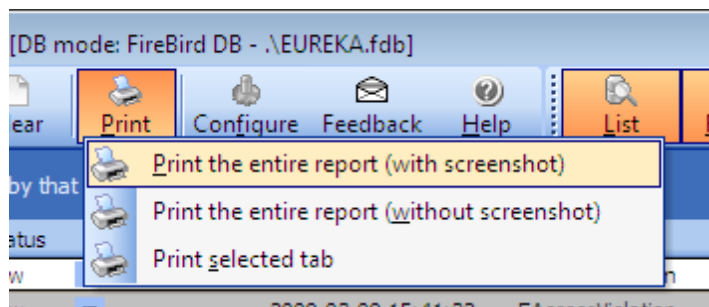 [DB mode: FireBird DB - .\EUREKA.fdb]
ear Print Configure Feedback Help List
Print the entire report (with screenshot)
by that
Print the entire report (without screenshot)
atus
Print selected tab
w n